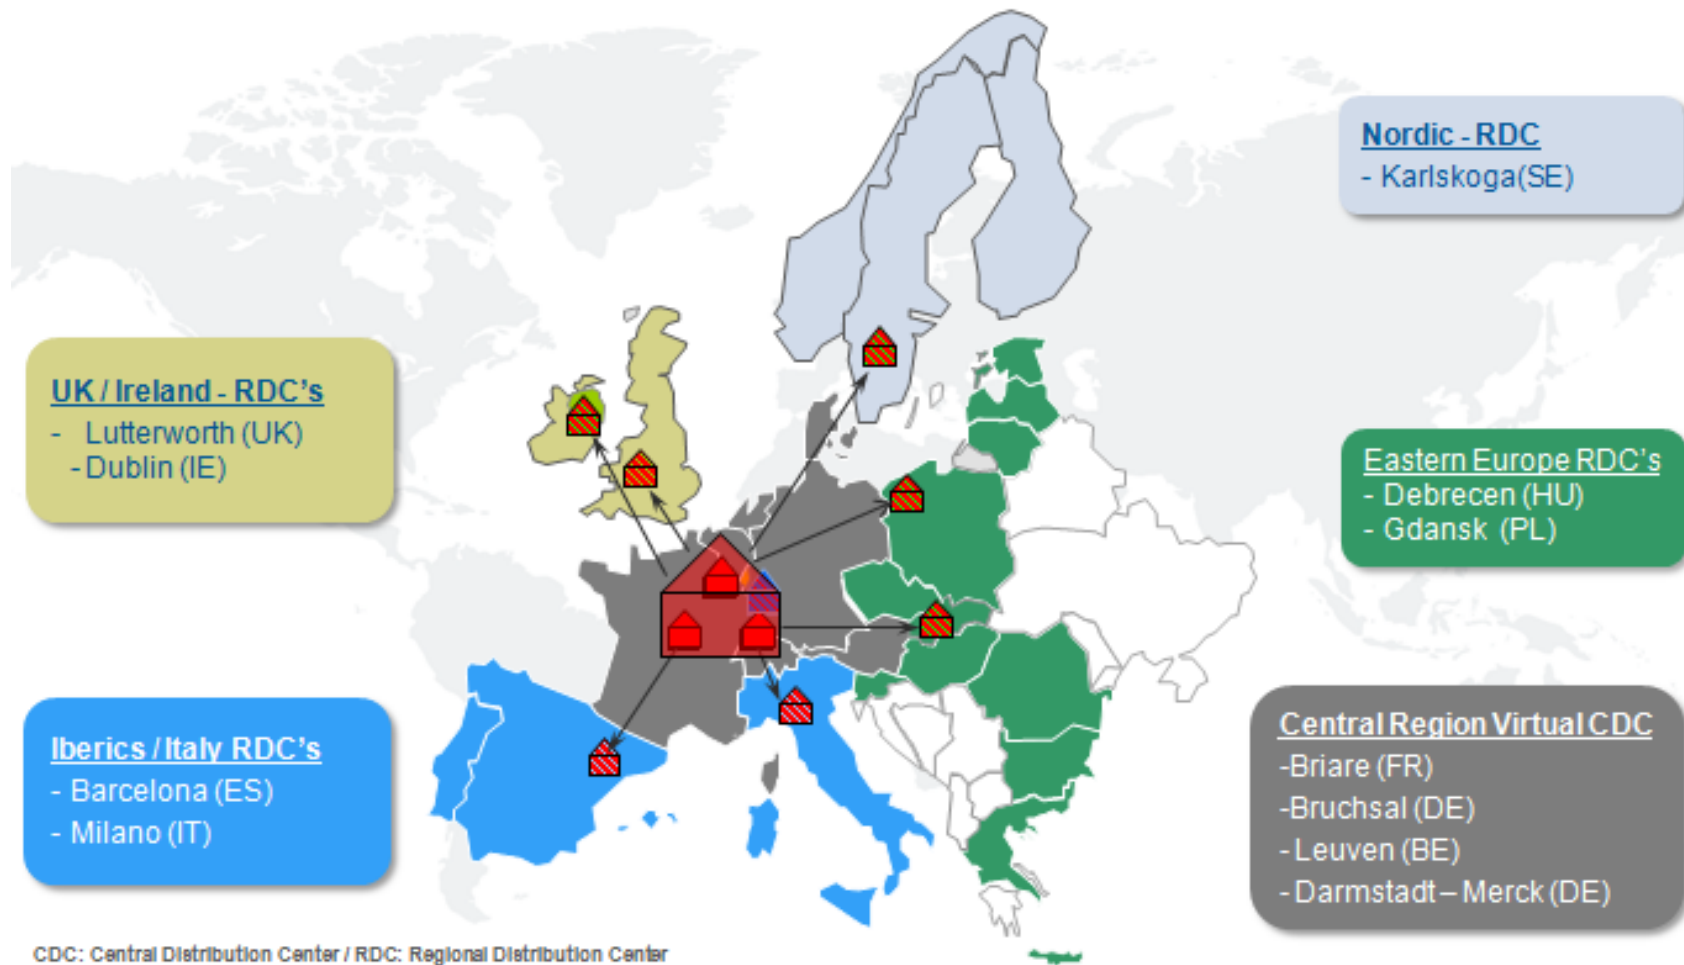 Nordic - RDC
- Karlskoga(SE)
UK / Ireland - RDC's
- Lutterworth (UK)
- Dublin (IE)
Eastern Europe RDC's
- Debrecen (HU)
- Gdansk (PL)
Iberics / Italy RDC's
- Barcelona (ES)
- Milano (IT)
Central Region Virtual CDC
-Briare (FR)
-Bruchsal (DE)
-Leuven (BE)
-Darmstadt – Merck (DE)
CDC: Central Distribution Center / RDC: Regional Distribution Center